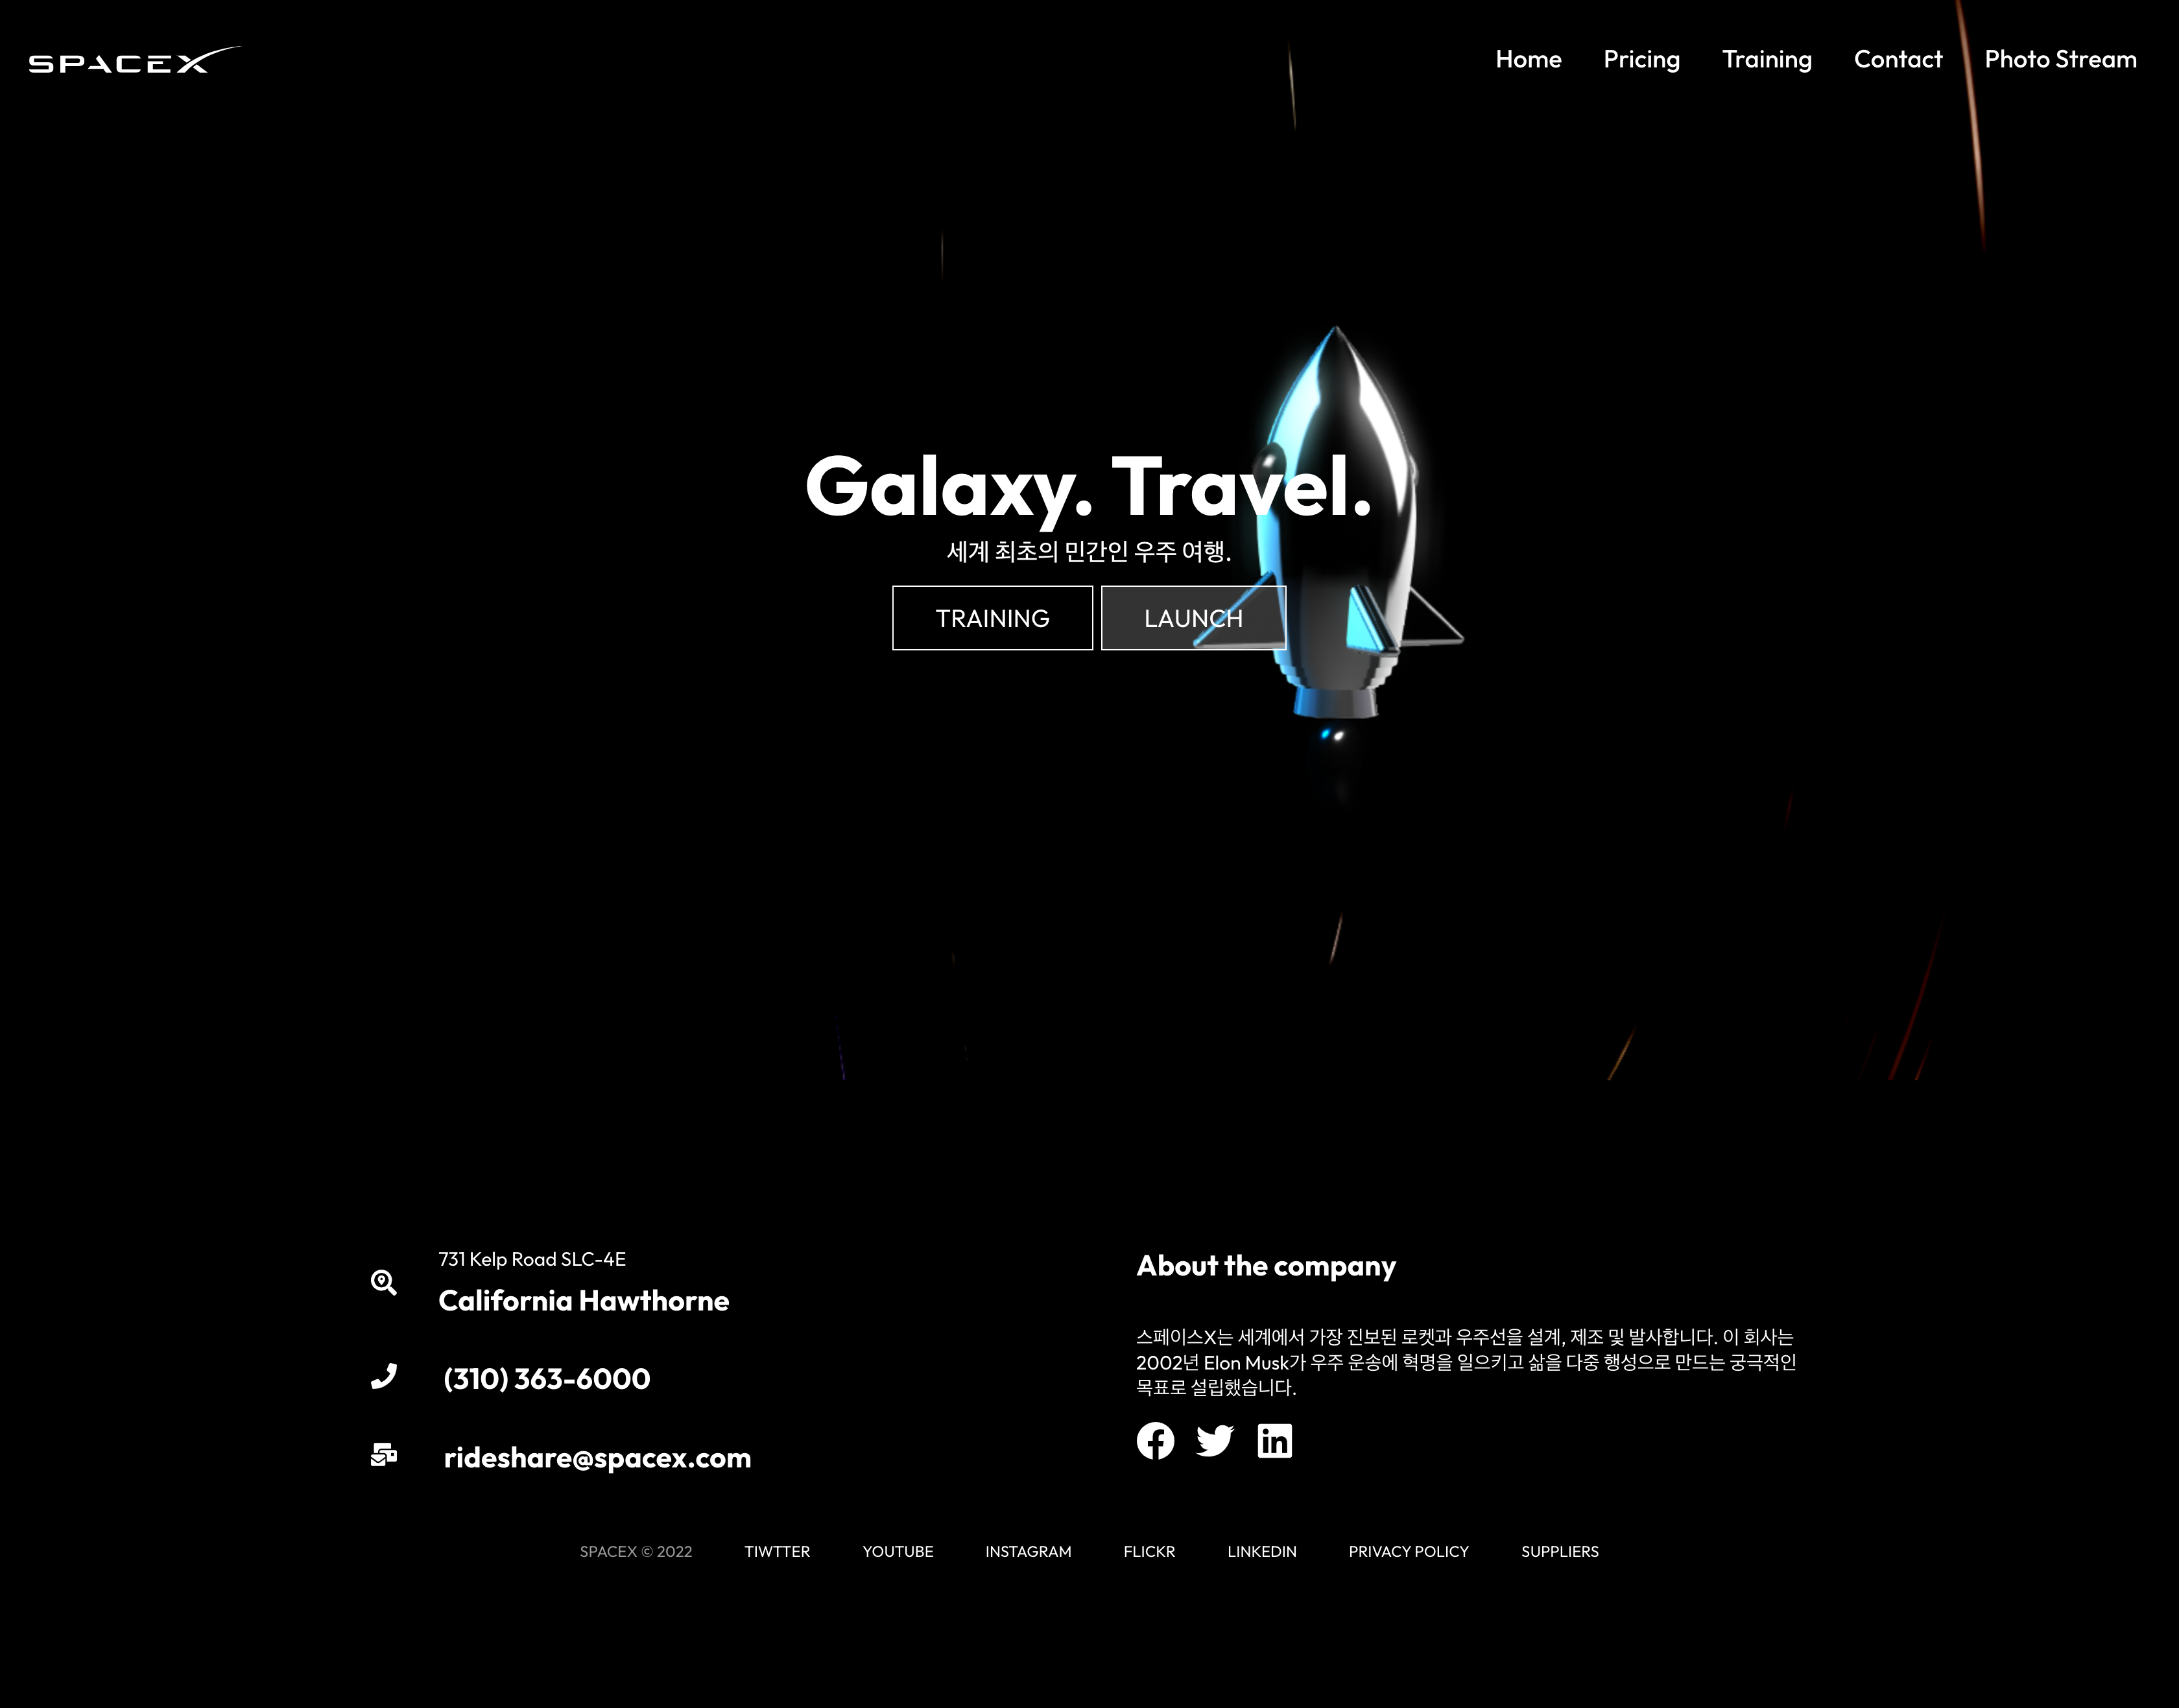 SPACEX
Home Pricing Training Contact Photo Stream
Galaxy. Travel.
세계 최초의 민간인 우주 여행.
TRAINING LAUNCH
731 Kelp Road SLC-4E
California Hawthorne
(310) 363-6000
rideshare@spacex.com
About the company
스페이스X는 세계에서 가장 진보된 로켓과 우주선을 설계, 제조 및 발사합니다. 이 회사는
2002년 Elon Musk가 우주 운송에 혁명을 일으키고 삶을 다중 행성으로 만드는 궁극적인
목표로 설립했습니다.
SPACEX © 2022 TIWTTER YOUTUBE INSTAGRAM FLICKR LINKEDIN PRIVACY POLICY SUPPLIERS